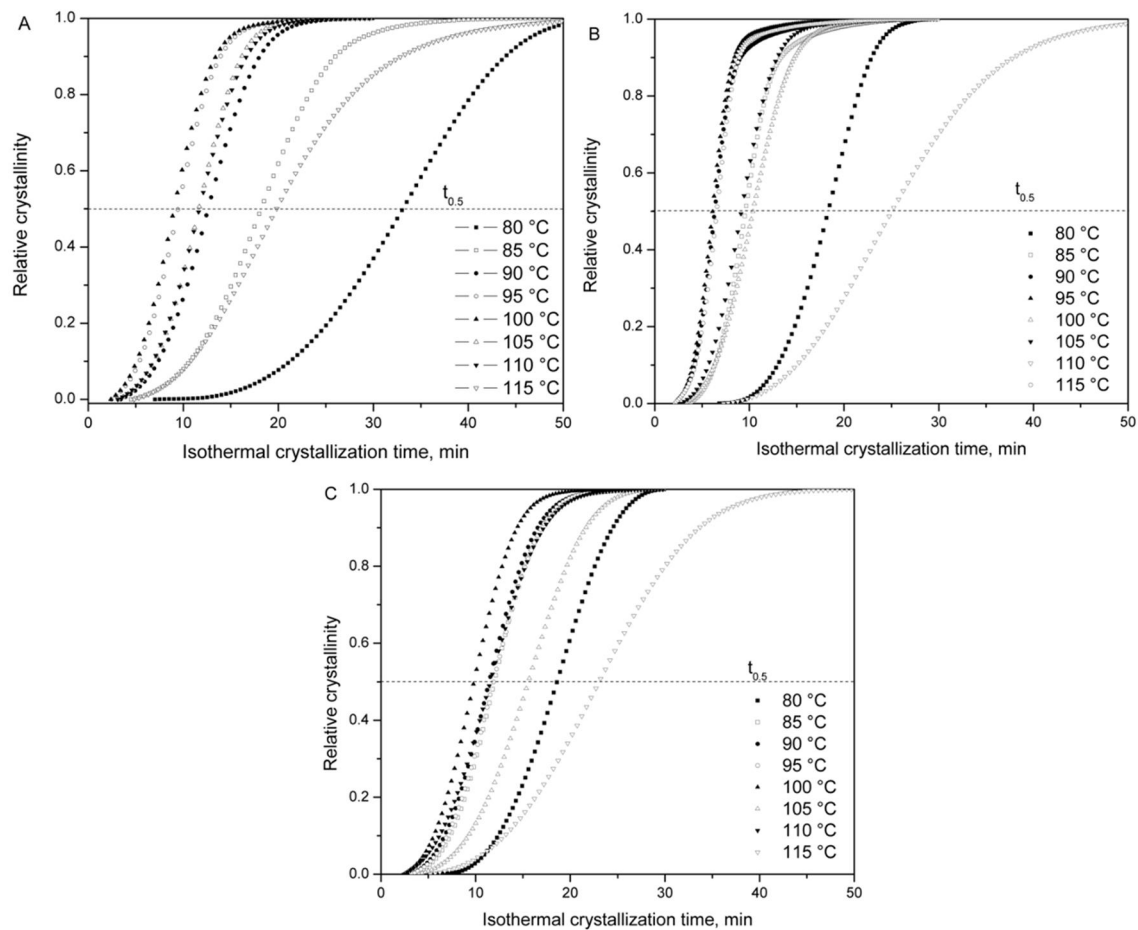 A
1.0
0.8
0.6
0.4
0.2
0.0
Relative crystallinity
t0.5
80 °C
85 °C
90 °C
95 °C
100 °C
105 °C
110 °C
115 °C
0 10 20 30 40 50
Isothermal crystallization time, min
B
1.0
0.8
0.6
0.4
0.2
0.0
Relative crystallinity
t0.5
80 °C
85 °C
90 °C
95 °C
100 °C
105 °C
110 °C
115 °C
0 10 20 30 40 50
Isothermal crystallization time, min
C
1.0
0.8
0.6
0.4
0.2
0.0
Relative crystallinity
t0.5
80 °C
85 °C
90 °C
95 °C
100 °C
105 °C
110 °C
115 °C
0 10 20 30 40 50
Isothermal crystallization time, min